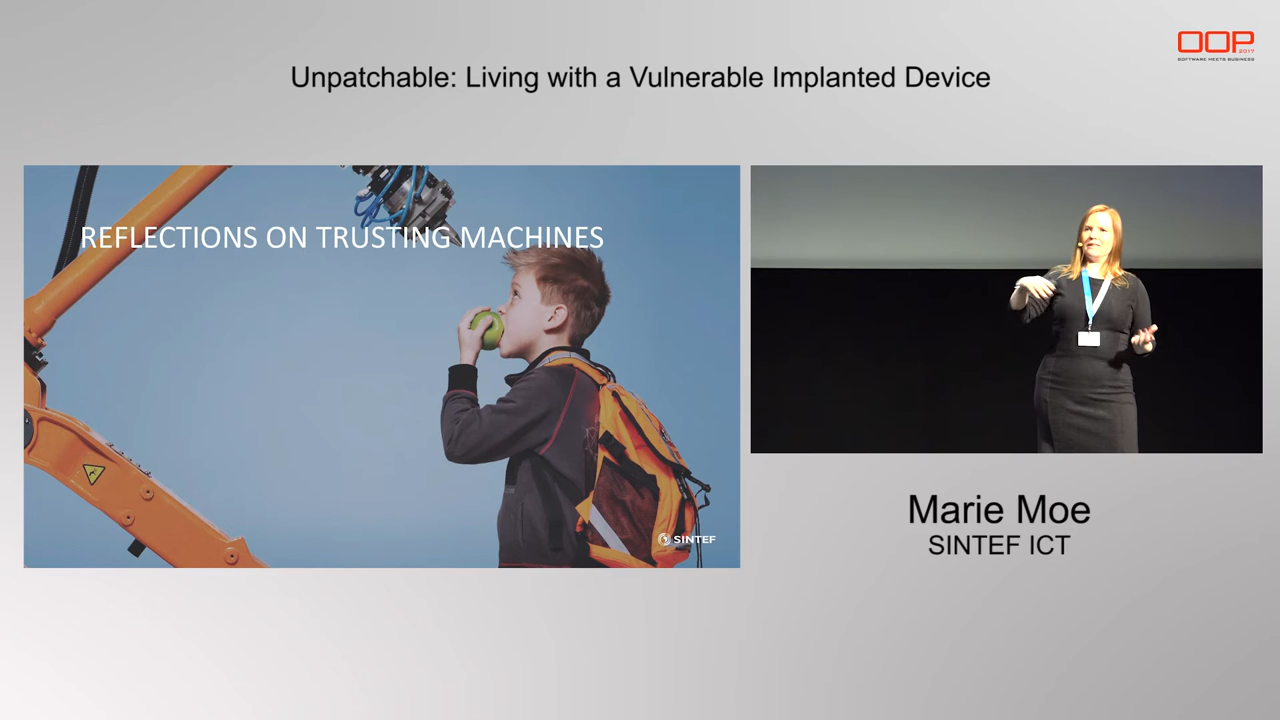 OOP
2017
SOFTWARE MEETS BUSINESS
Unpatchable: Living with a Vulnerable Implanted Device
REFLECTIONS ON TRUSTING MACHINES
SINTEF
Marie Moe
SINTEF ICT